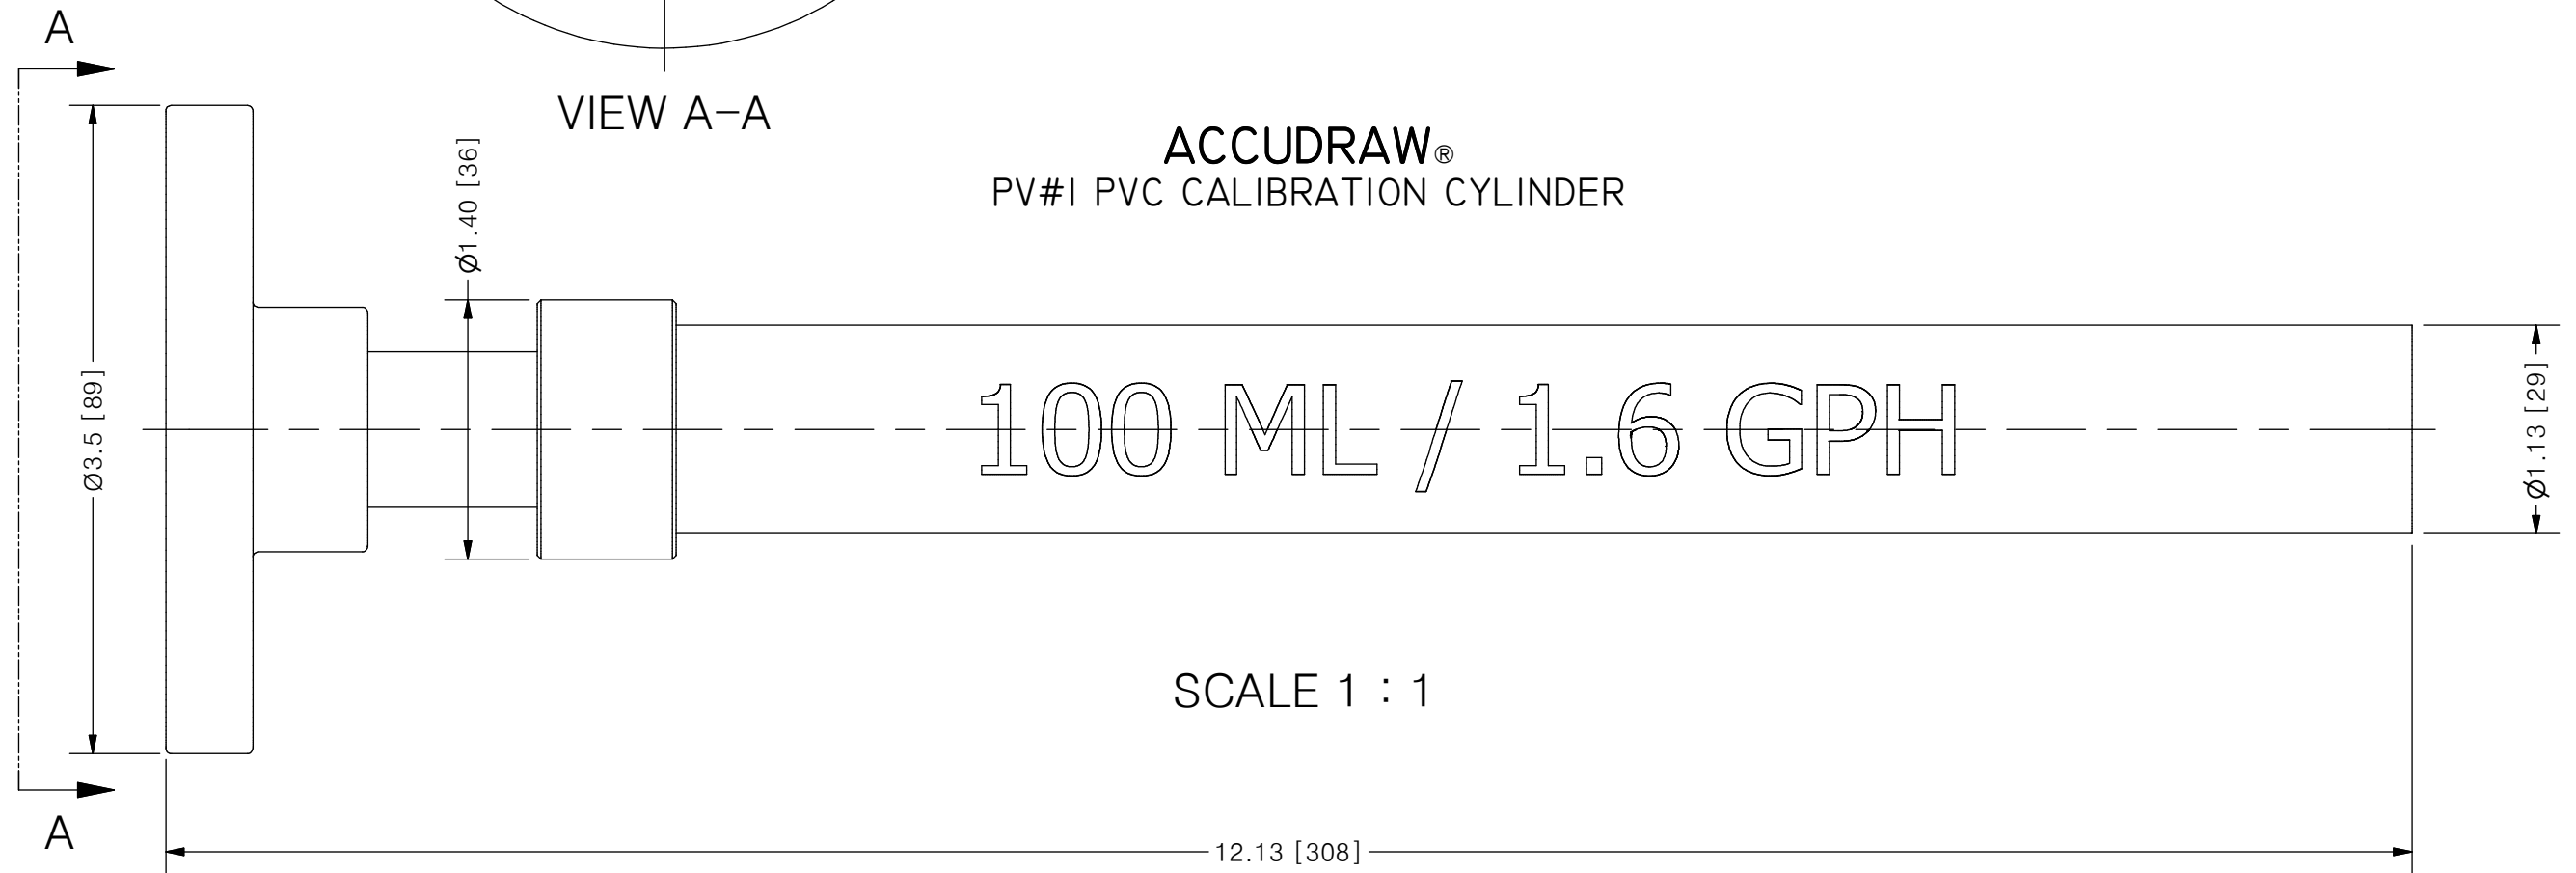 A
VIEW A-A
ACCUDRAW®
PV#1 PVC CALIBRATION CYLINDER
Ø1.40 [36]
Ø3.5 [89]
100 ML / 1.6 GPH
Ø1.13 [29]
SCALE 1 : 1
A
12.13 [308]